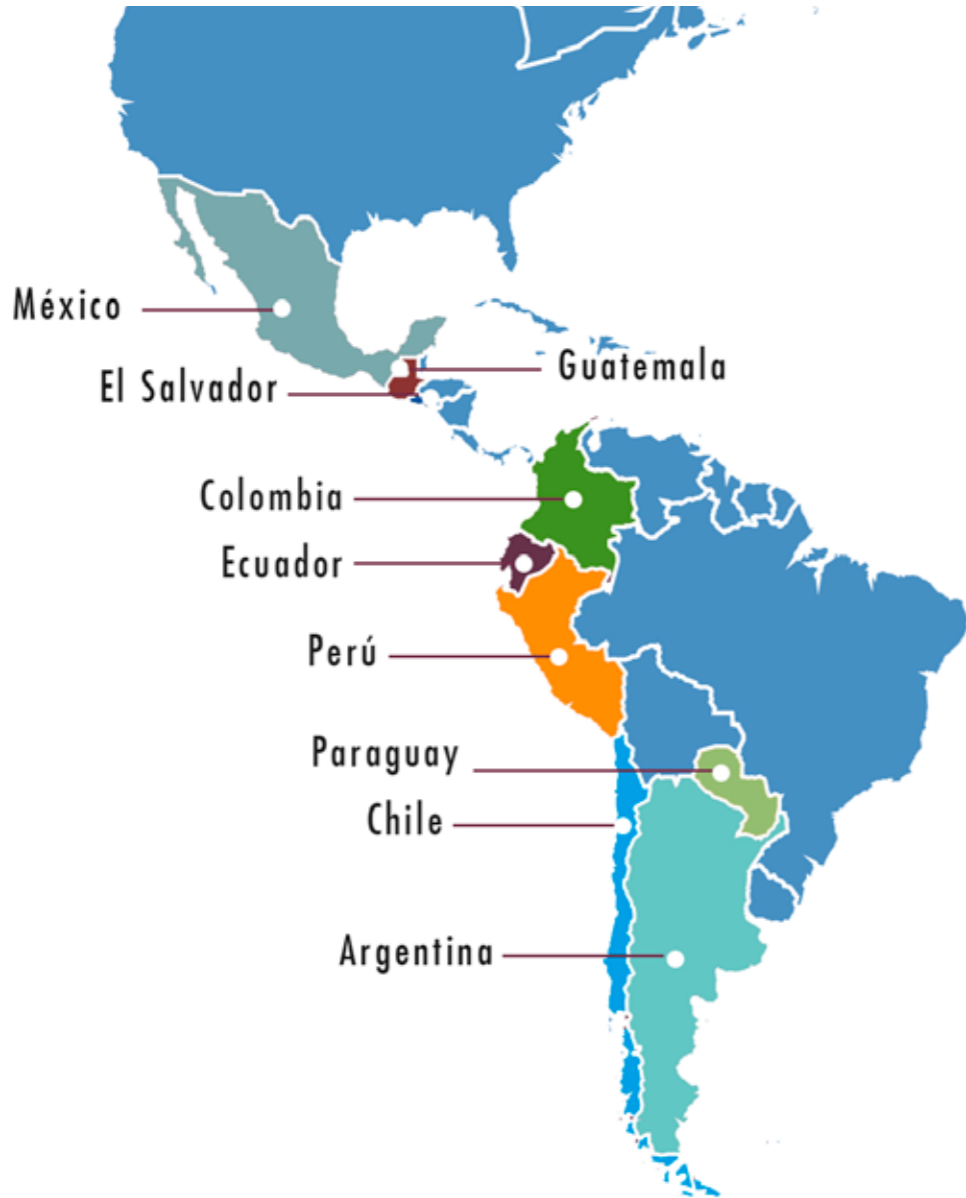 México
Guatemala
El Salvador
Colombia
Ecuador
Perú
Paraguay
Chile
Argentina